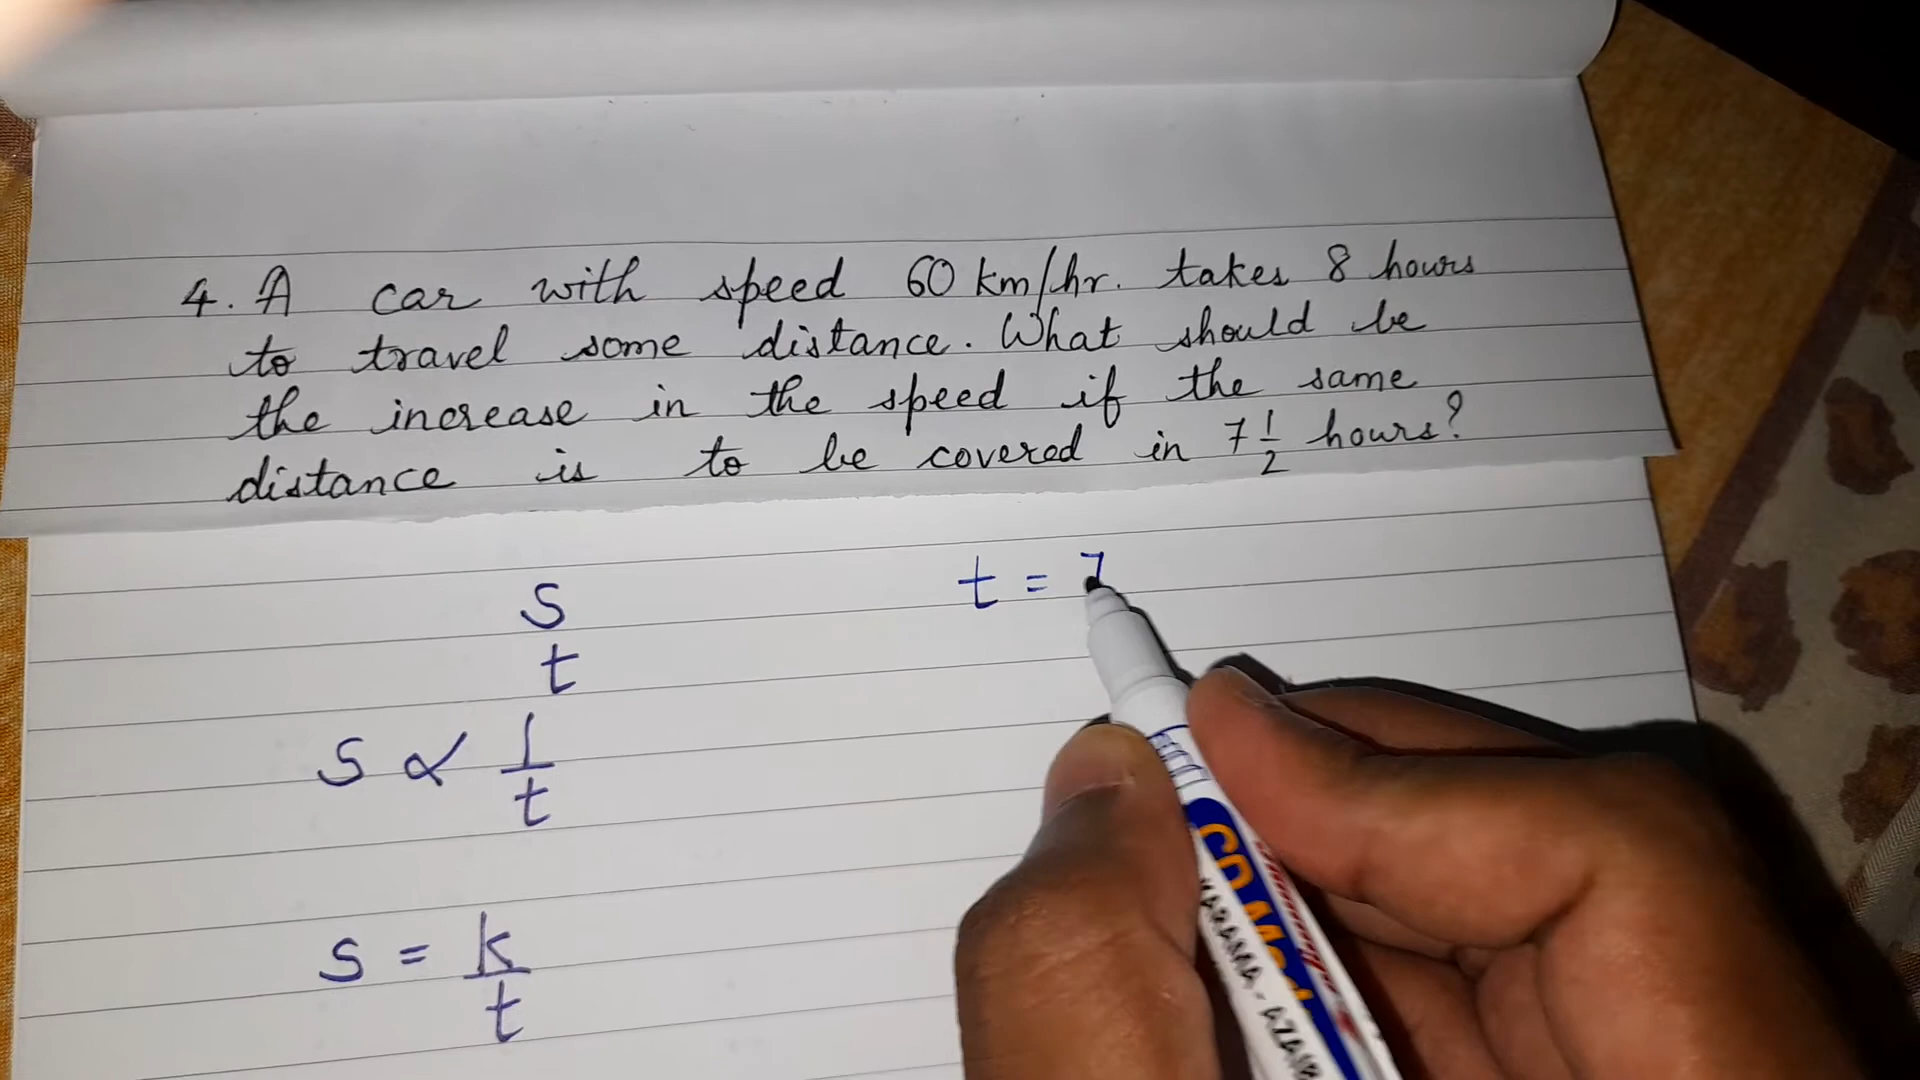 4. A car with speed 60 km/hr. takes 8 hours
to travel some distance. What should be
the increase in the speed if the same
distance is to be covered in 7 1/2 hours?
S
t
S ∝ 1/t
S = k/t
t = 7